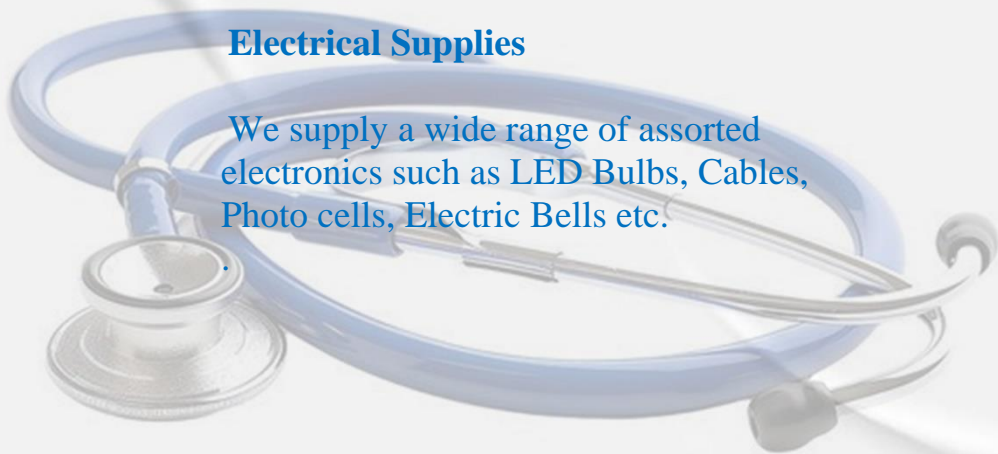 Electrical Supplies
We supply a wide range of assorted
electronics such as LED Bulbs, Cables,
Photo cells, Electric Bells etc.
.